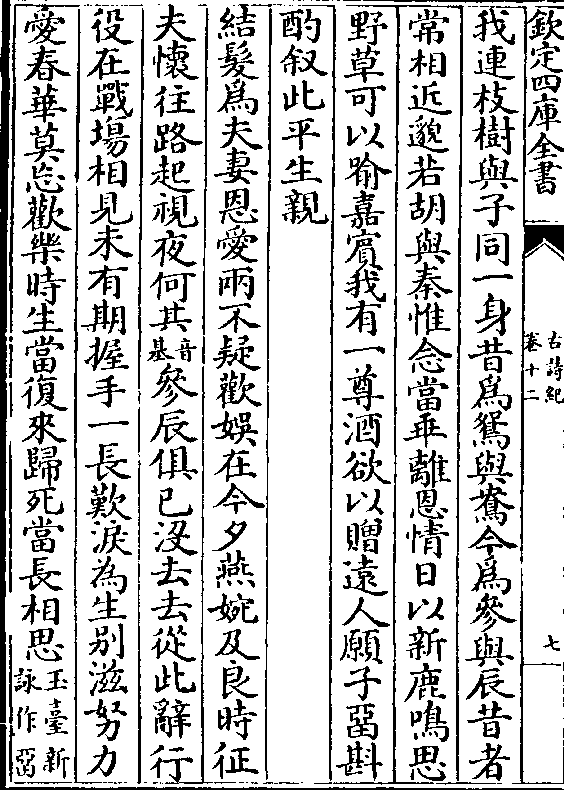 欽定四庫全書
古詩紀
卷十二
七
我連枝樹與子同一身昔爲鴛與鴦今爲參與辰昔者
常相近邈若胡與秦惟念當乖離恩情日以新鹿鳴思
野草可以喻嘉賓我有一尊酒欲以贈遠人願子留斟
酌叙此平生親
結髮爲夫妻恩愛兩不疑歡娛在今夕燕婉及良時征
夫懷往路起視夜何其音基參辰俱已沒去去從此辭行
役在戰場相見未有期握手一長歎淚為生別滋努力
愛春華莫忘歡樂時生當復來歸死當長相思玉臺新詠作留